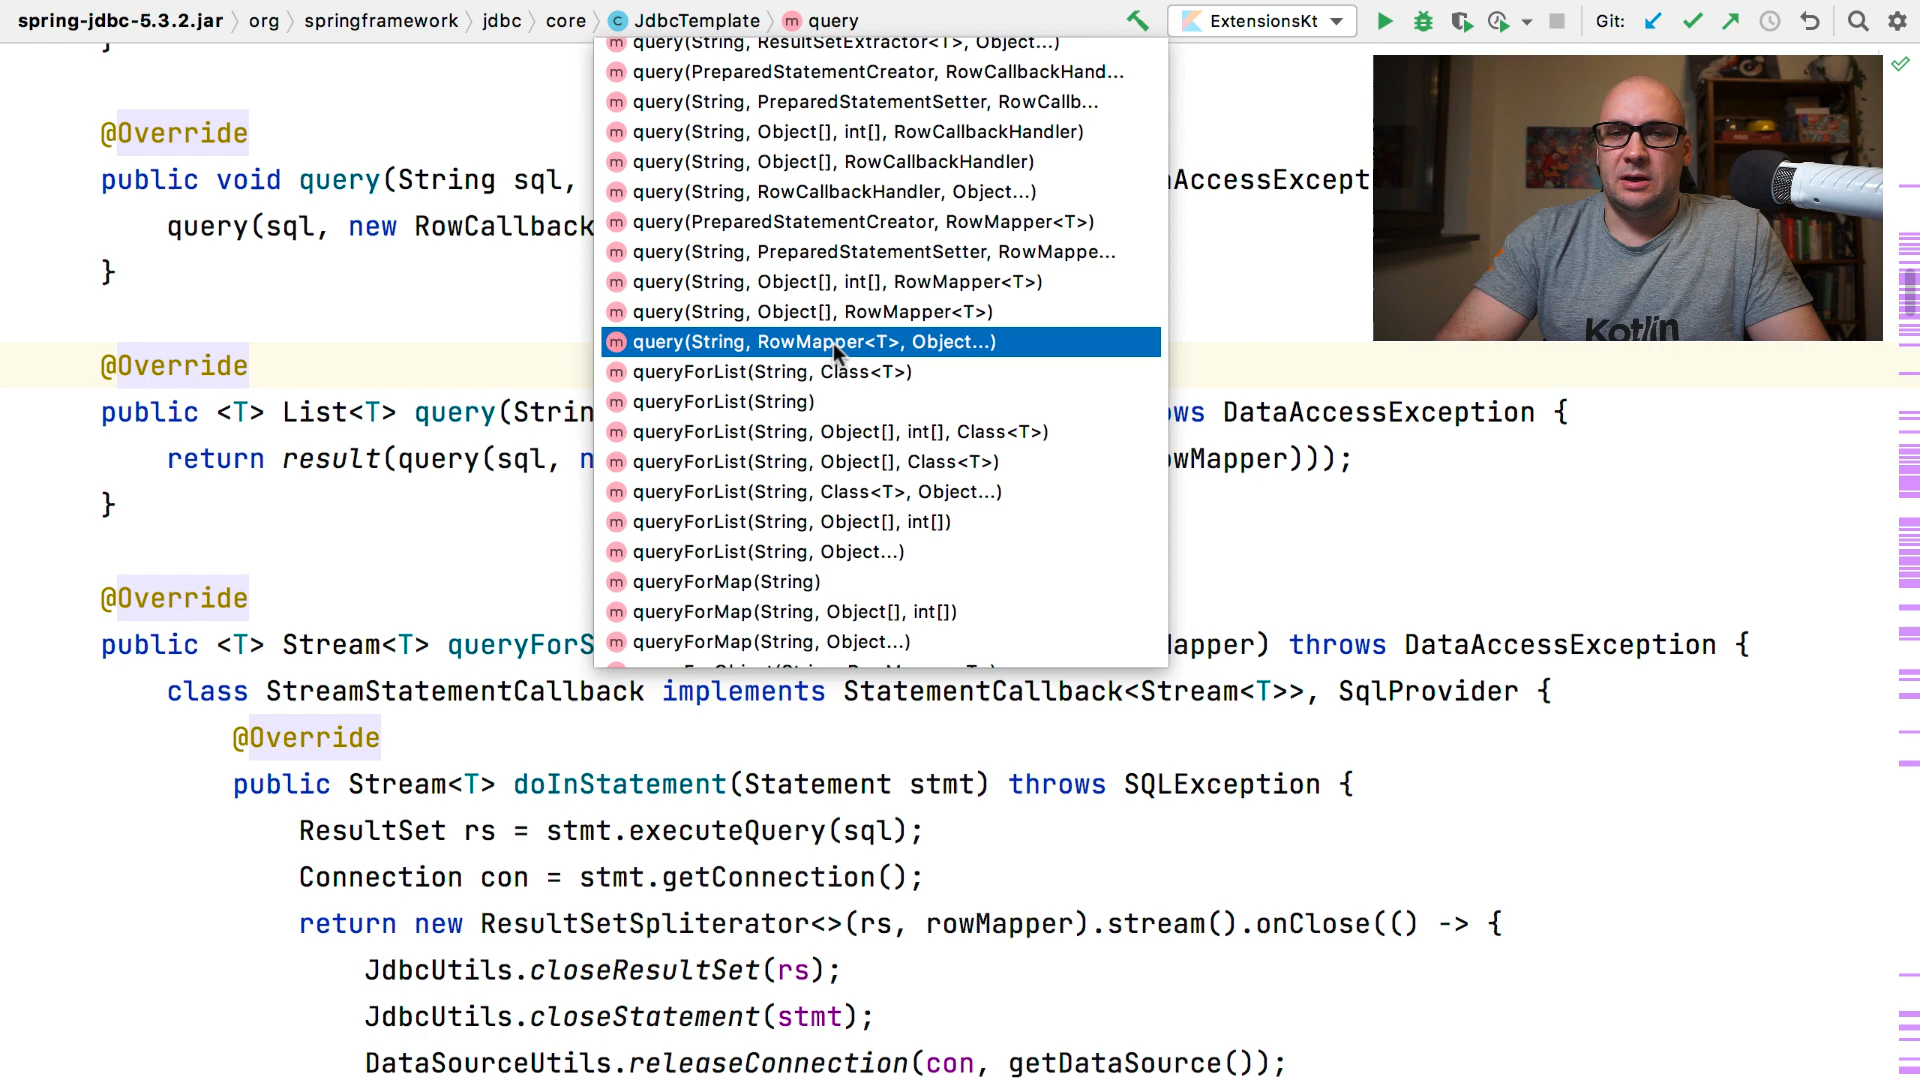 spring-jdbc-5.3.2.jar org springframework jdbc core JdbcTemplate query ExtensionsKt Git:
query(String, ResultSetExtractor<T>, Object...)
query(PreparedStatementCreator, RowCallbackHand...
query(String, PreparedStatementSetter, RowCallb...
query(String, Object[], int[], RowCallbackHandler)
query(String, Object[], RowCallbackHandler)
query(String, RowCallbackHandler, Object...)
query(PreparedStatementCreator, RowMapper<T>)
query(String, PreparedStatementSetter, RowMappe...
query(String, Object[], int[], RowMapper<T>)
query(String, Object[], RowMapper<T>)
query(String, RowMapper<T>, Object...)
queryForList(String, Class<T>)
queryForList(String)
queryForList(String, Object[], int[], Class<T>)
queryForList(String, Object[], Class<T>)
queryForList(String, Class<T>, Object...)
queryForList(String, Object[], int[])
queryForList(String, Object...)
queryForMap(String)
queryForMap(String, Object[], int[])
queryForMap(String, Object...)
}
@Override
public void query(String sql, AccessExcept
query(sql, new RowCallback
}
@Override
public <T> List<T> query(Strin ws DataAccessException {
return result(query(sql, n wMapper)));
}
@Override
public <T> Stream<T> queryForS Mapper) throws DataAccessException {
class StreamStatementCallback implements StatementCallback<Stream<T>>, SqlProvider {
@Override
public Stream<T> doInStatement(Statement stmt) throws SQLException {
ResultSet rs = stmt.executeQuery(sql);
Connection con = stmt.getConnection();
return new ResultSetSpliterator<>(rs, rowMapper).stream().onClose(() -> {
JdbcUtils.closeResultSet(rs);
JdbcUtils.closeStatement(stmt);
DataSourceUtils.releaseConnection(con, getDataSource());
Kotlin